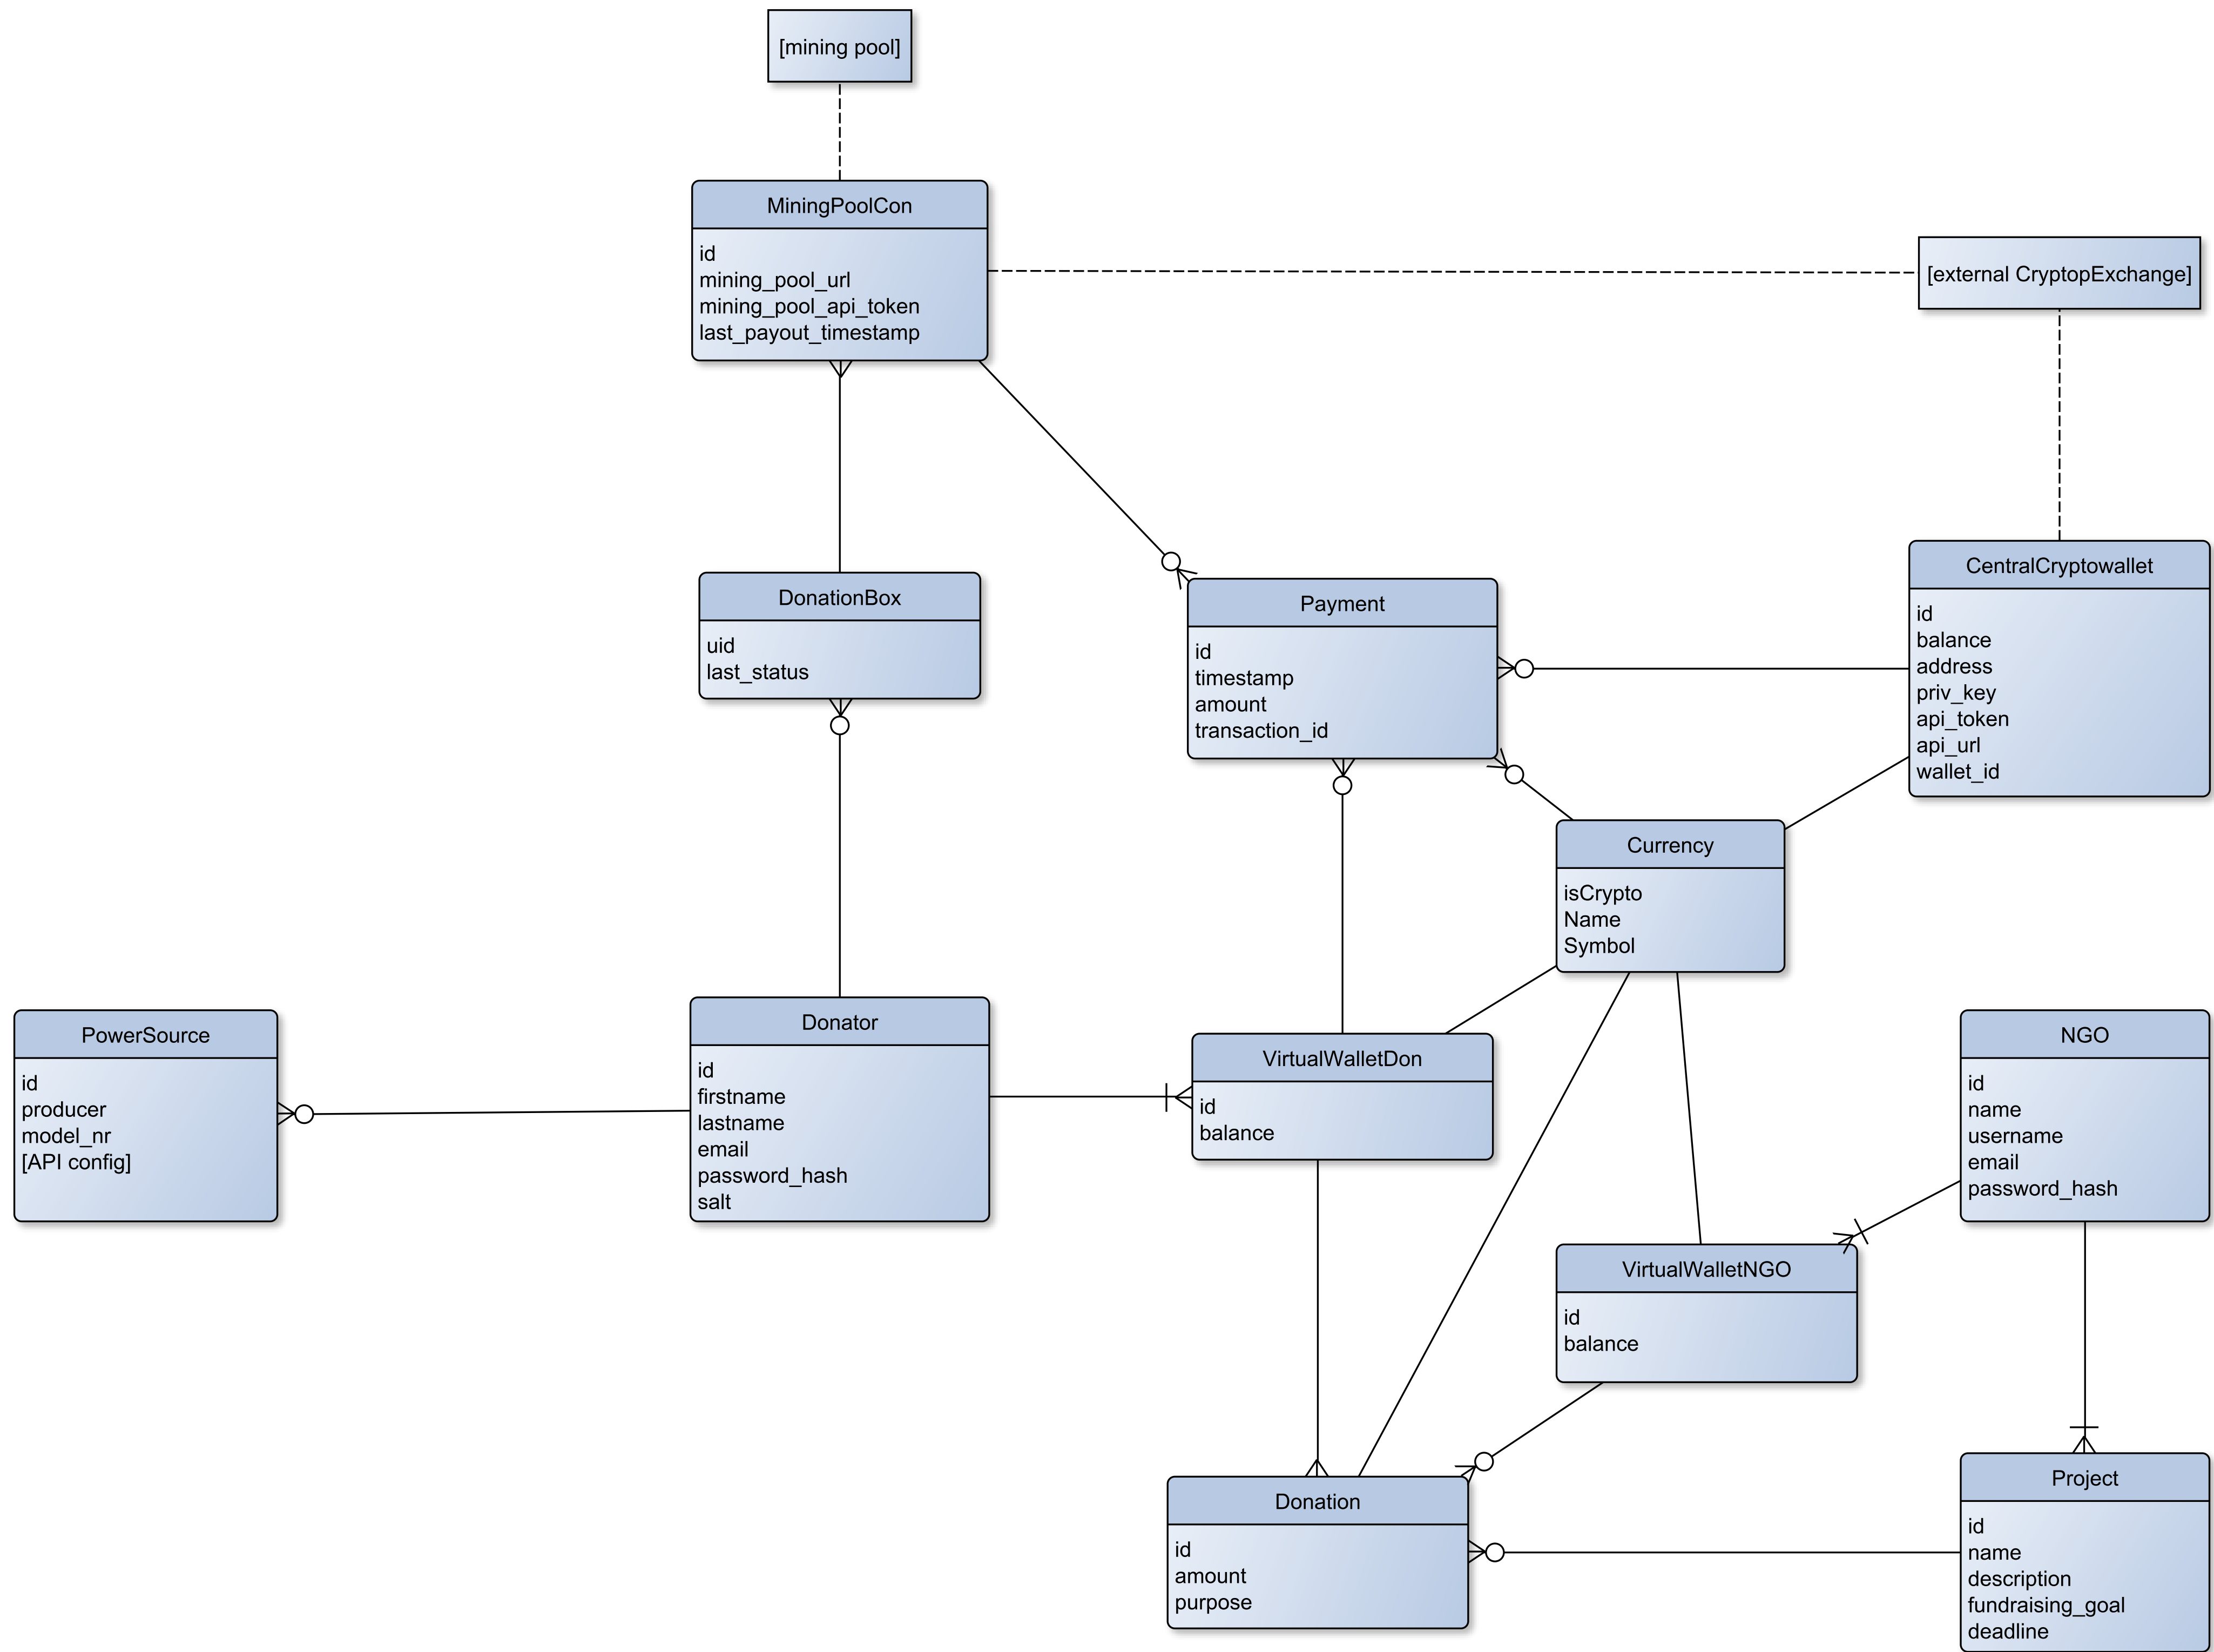 [mining pool]
MiningPoolCon
id
mining_pool_url
mining_pool_api_token
last_payout_timestamp
[external CryptopExchange]
DonationBox
uid
last_status
Payment
id
timestamp
amount
transaction_id
CentralCryptowallet
id
balance
address
priv_key
api_token
api_url
wallet_id
Currency
isCrypto
Name
Symbol
PowerSource
id
producer
model_nr
[API config]
Donator
id
firstname
lastname
email
password_hash
salt
VirtualWalletDon
id
balance
NGO
id
name
username
email
password_hash
VirtualWalletNGO
id
balance
Donation
id
amount
purpose
Project
id
name
description
fundraising_goal
deadline